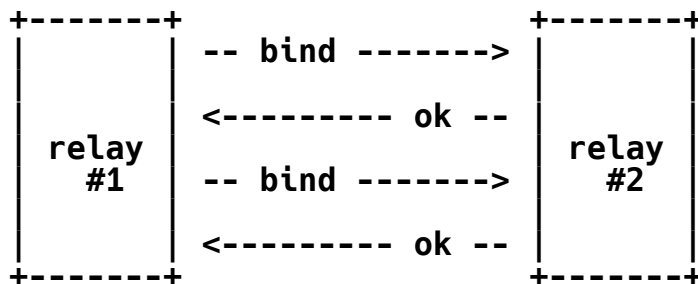 +-------+                  +-------+
|       | -- bind -------> |       |
|       |                  |       |
|       | <--------- ok -- |       |
| relay |                  | relay |
|   #1  | -- bind -------> |   #2  |
|       |                  |       |
|       | <--------- ok -- |       |
+-------+                  +-------+